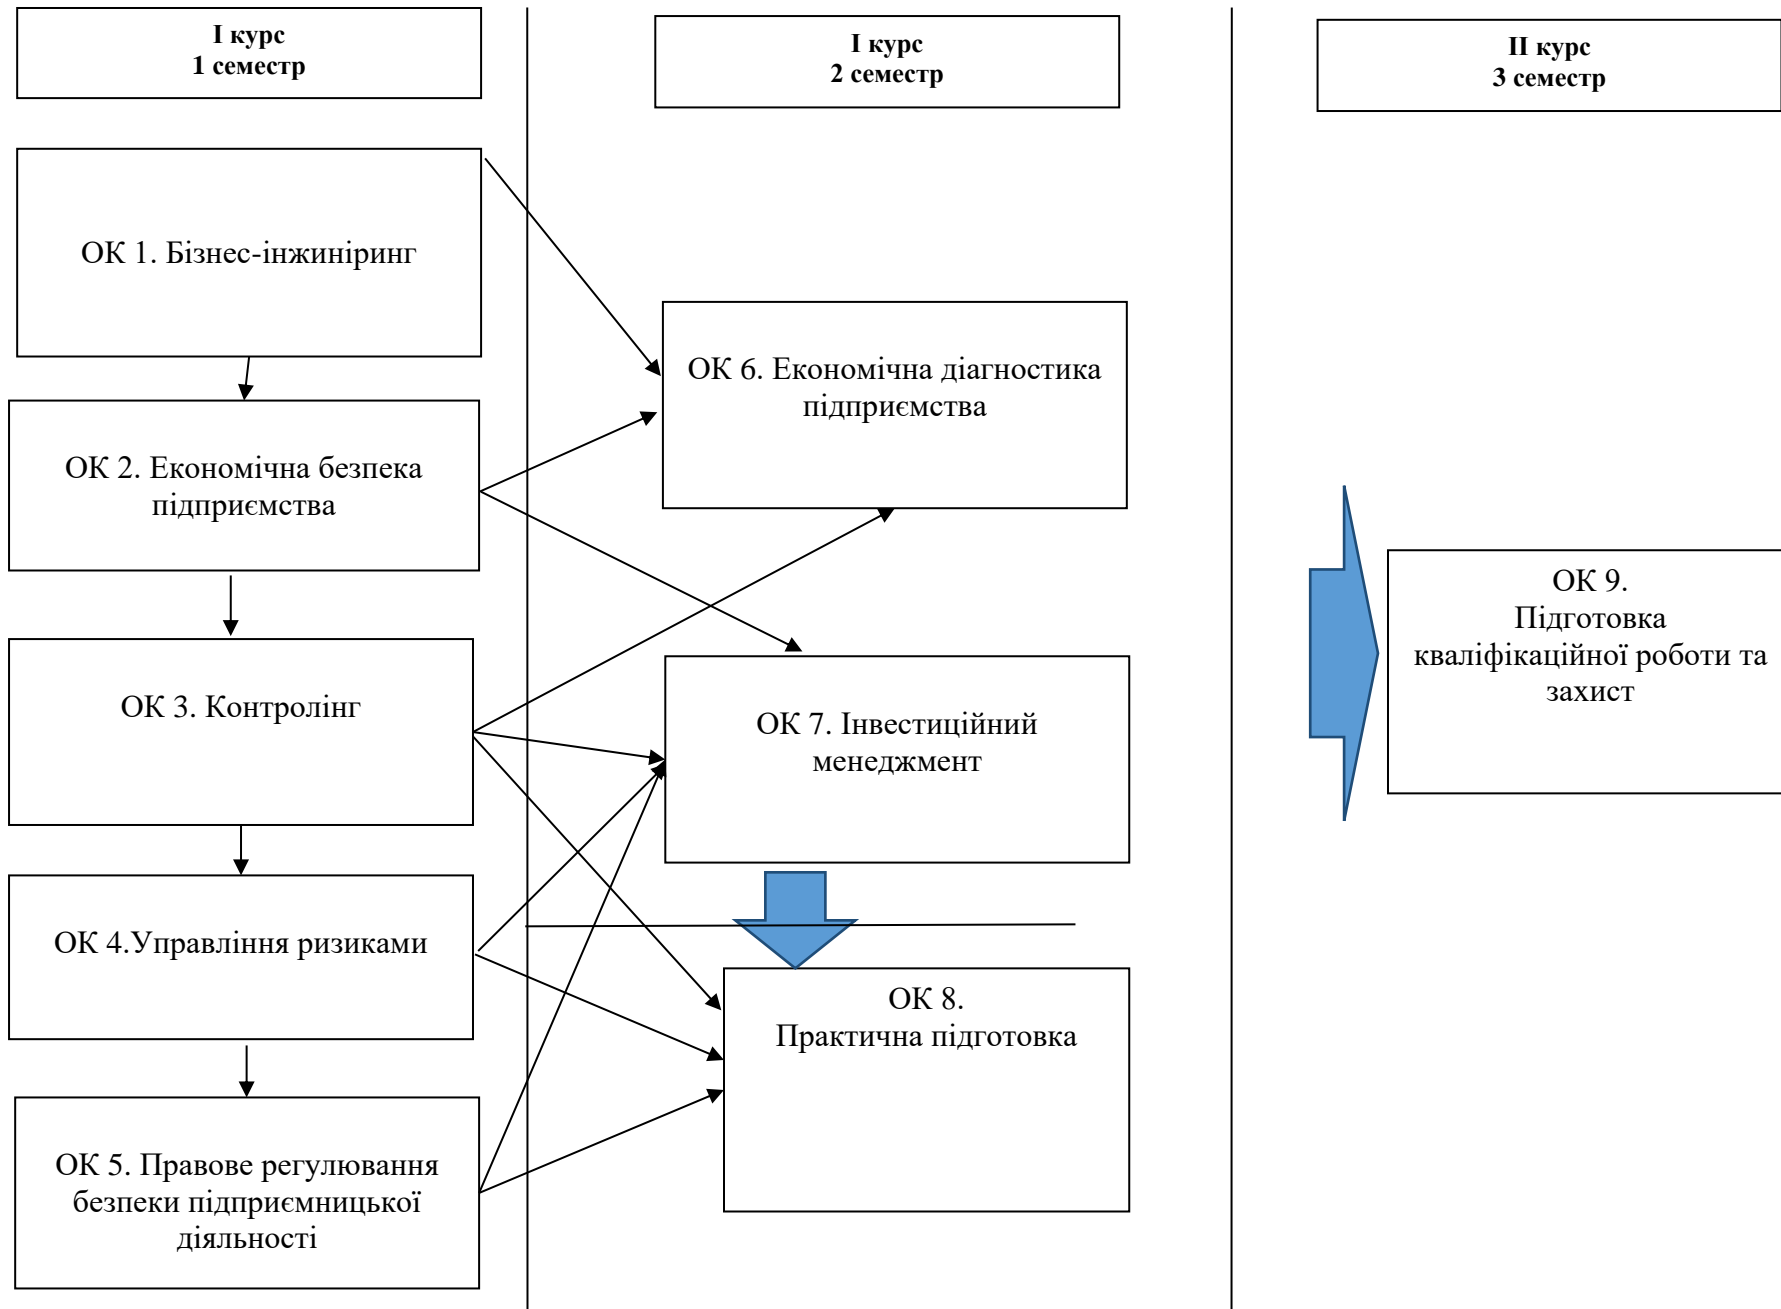 І курс
1 семестр
І курс
2 семестр
ІІ курс
3 семестр
ОК 1. Бізнес-інжиніринг
ОК 2. Економічна безпека
підприємства
ОК 3. Контролінг
ОК 4.Управління ризиками
ОК 5. Правове регулювання
безпеки підприємницької
діяльності
ОК 6. Економічна діагностика
підприємства
ОК 7. Інвестиційний
менеджмент
ОК 8.
Практична підготовка
ОК 9.
Підготовка
кваліфікаційної роботи та
захист